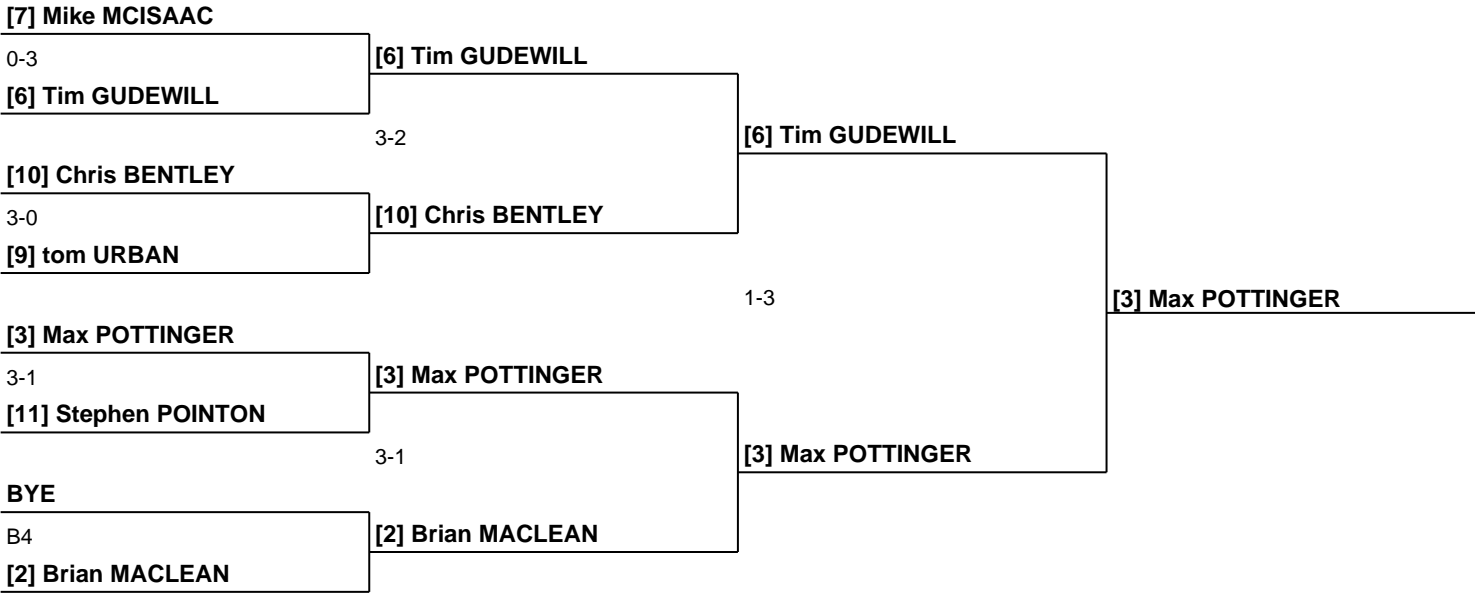 [7] Mike MCISAAC
0-3
[6] Tim GUDEWILL
[6] Tim GUDEWILL
3-2
[6] Tim GUDEWILL
[10] Chris BENTLEY
3-0
[10] Chris BENTLEY
[9] tom URBAN
1-3
[3] Max POTTINGER
[3] Max POTTINGER
3-1
[3] Max POTTINGER
[11] Stephen POINTON
3-1
[3] Max POTTINGER
BYE
B4
[2] Brian MACLEAN
[2] Brian MACLEAN